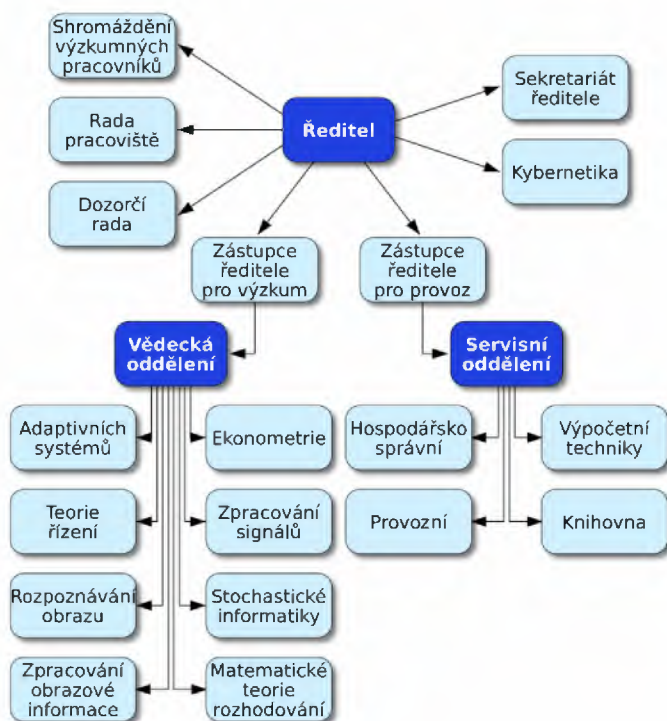 Shromáždění
výzkumných
pracovníků
Ředitel
Sekretariát
ředitele
Rada
pracoviště
Kybernetika
Dozorčí
rada
Zástupce
ředitele
pro výzkum
Zástupce
ředitele
pro provoz
Vědecká
oddělení
Servisní
oddělení
Adaptivních
systémů
Ekonometrie
Hospodářsko
správní
Výpočetní
techniky
Teorie
řízení
Zpracování
signálů
Provozní
Knihovna
Rozpoznávání
obrazu
Stochastické
informatiky
Zpracování
obrazové
informace
Matematické
teorie
rozhodování